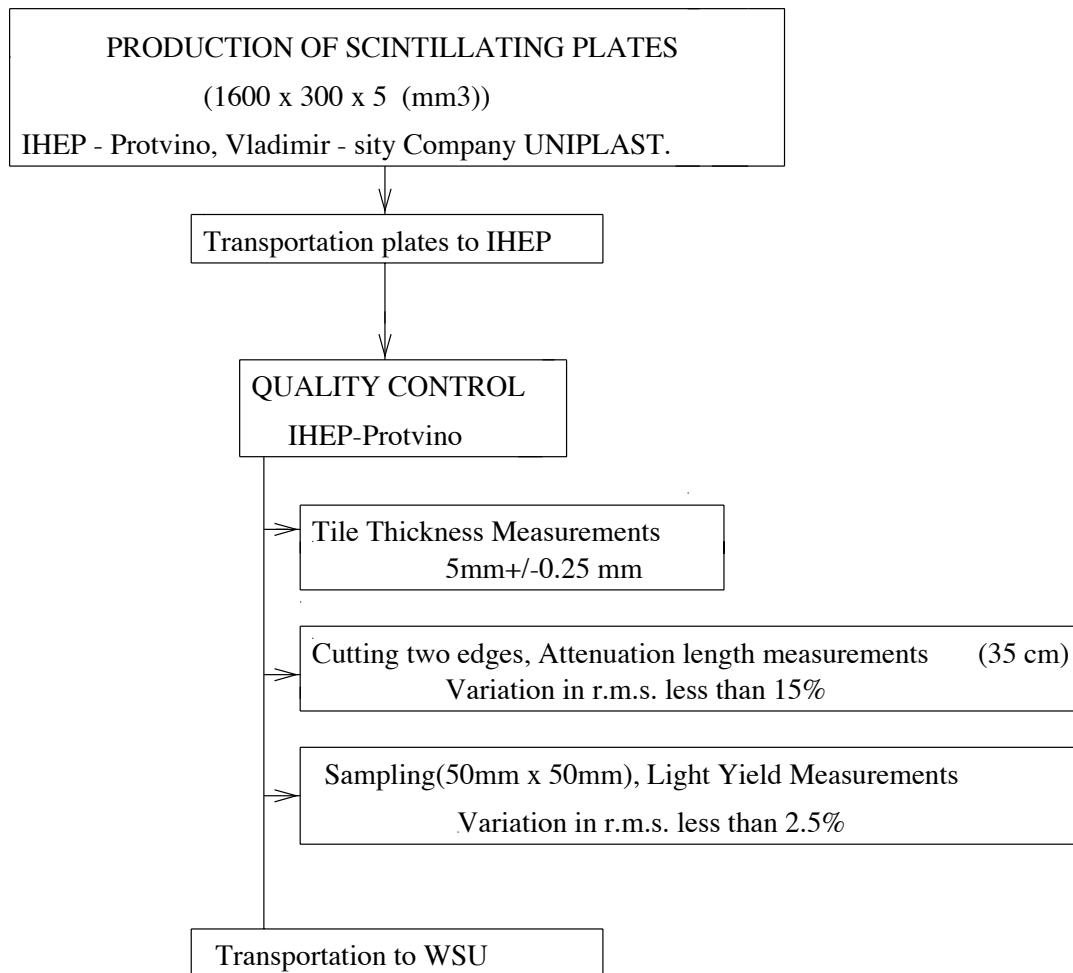 PRODUCTION OF SCINTILLATING PLATES
(1600 x 300 x 5 (mm3))
IHEP - Protvino, Vladimir - sity Company UNIPLAST.
Transportation plates to IHEP
QUALITY CONTROL
IHEP-Protvino
Tile Thickness Measurements
5mm+/-0.25 mm
Cutting two edges, Attenuation length measurements (35 cm)
Variation in r.m.s. less than 15%
Sampling(50mm x 50mm), Light Yield Measurements
Variation in r.m.s. less than 2.5%
Transportation to WSU